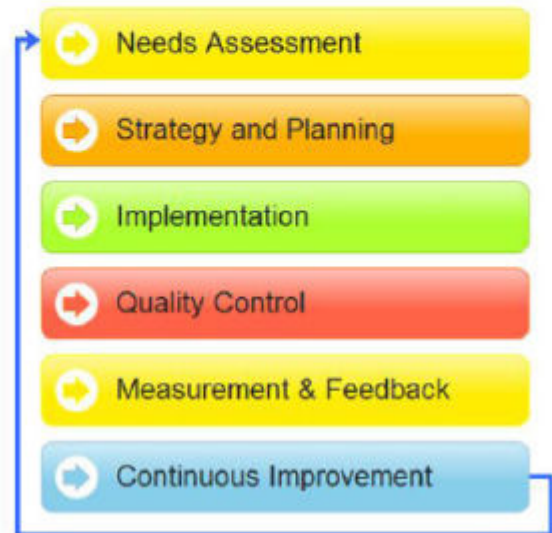 Needs Assessment
Strategy and Planning
Implementation
Quality Control
Measurement & Feedback
Continuous Improvement